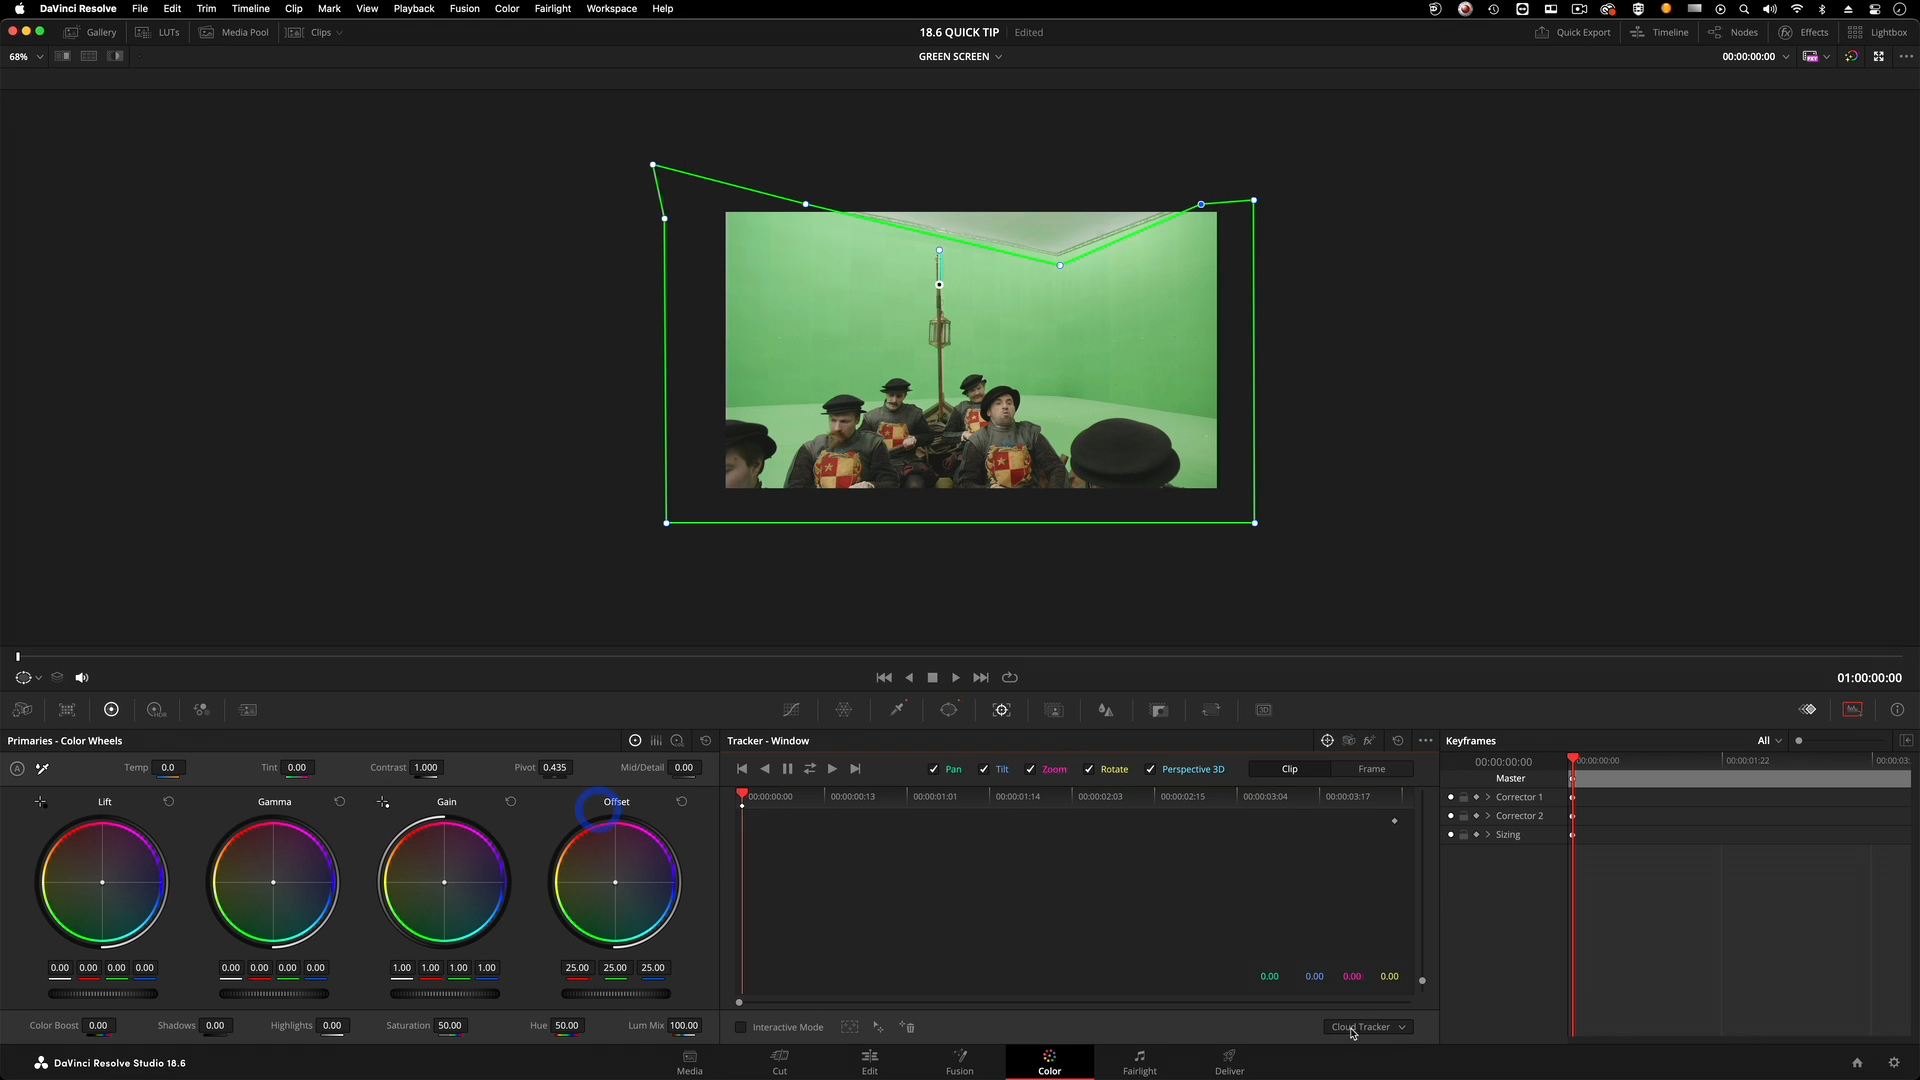 DaVinci Resolve File Edit Trim Timeline Clip Mark View Playback Fusion Color Fairlight Workspace Help
Gallery LUTs Media Pool Clips 18.6 QUICK TIP Edited Quick Export Timeline Nodes Effects Lightbox
68% GREEN SCREEN 00:00:00:00
01:00:00:00
Primaries - Color Wheels Tracker - Window Keyframes All
Temp 0.0 Tint 0.00 Contrast 1.000 Pivot 0.435 Mid/Detail 0.00 Pan Tilt Zoom Rotate Perspective 3D Clip Frame 00:00:00:00 00:00:00:00 00:00:01:22 00:00:03:
Master
Lift Gamma Gain Offset 00:00:00:00 00:00:00:13 00:00:01:01 00:00:01:14 00:00:02:03 00:00:02:15 00:00:03:04 00:00:03:17 Corrector 1
Corrector 2
Sizing
0.00 0.00 0.00 0.00 0.00 0.00 0.00 0.00 1.00 1.00 1.00 1.00 25.00 25.00 25.00 0.00 0.00 0.00 0.00
Color Boost 0.00 Shadows 0.00 Highlights 0.00 Saturation 50.00 Hue 50.00 Lum Mix 100.00 Interactive Mode Cloud Tracker
DaVinci Resolve Studio 18.6 Media Cut Edit Fusion Color Fairlight Deliver